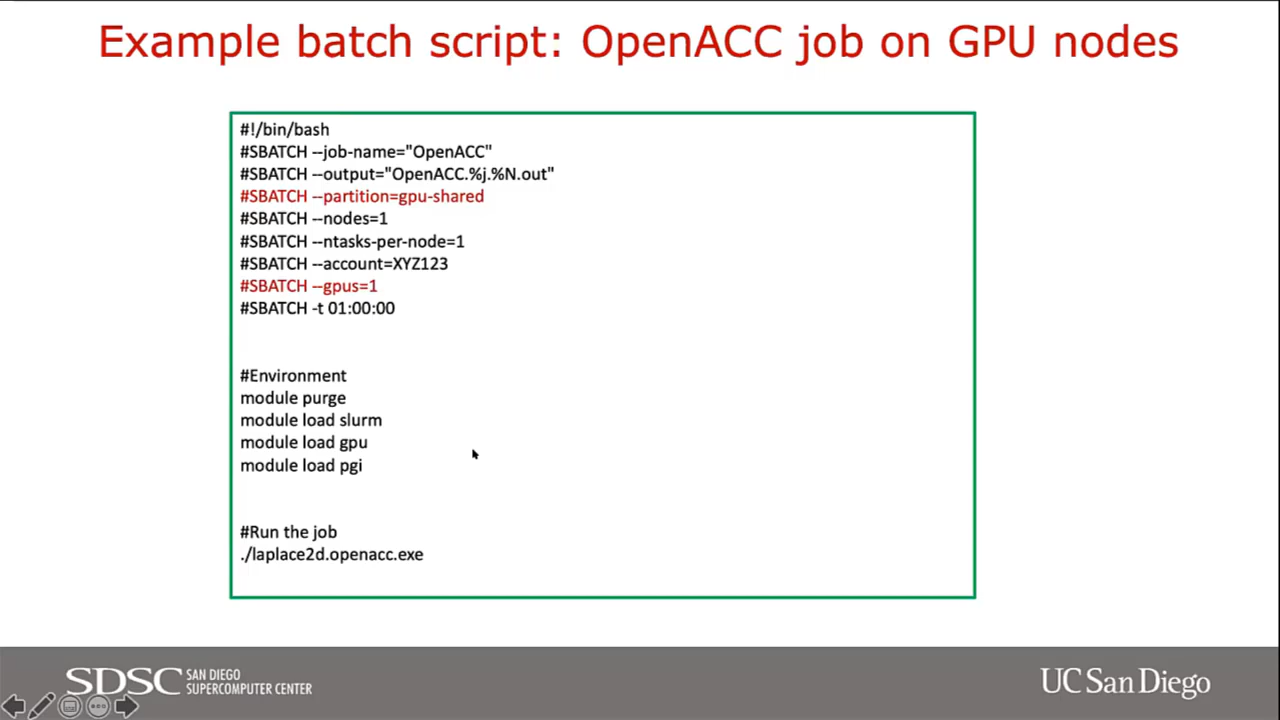 Example batch script: OpenACC job on GPU nodes
#!/bin/bash
#SBATCH --job-name="OpenACC"
#SBATCH --output="OpenACC.%j.%N.out"
#SBATCH --partition=gpu-shared
#SBATCH --nodes=1
#SBATCH --ntasks-per-node=1
#SBATCH --account=XYZ123
#SBATCH --gpus=1
#SBATCH -t 01:00:00
#Environment
module purge
module load slurm
module load gpu
module load pgi
#Run the job
./laplace2d.openacc.exe
SDSC SAN DIEGO
SUPERCOMPUTER CENTER
UC San Diego